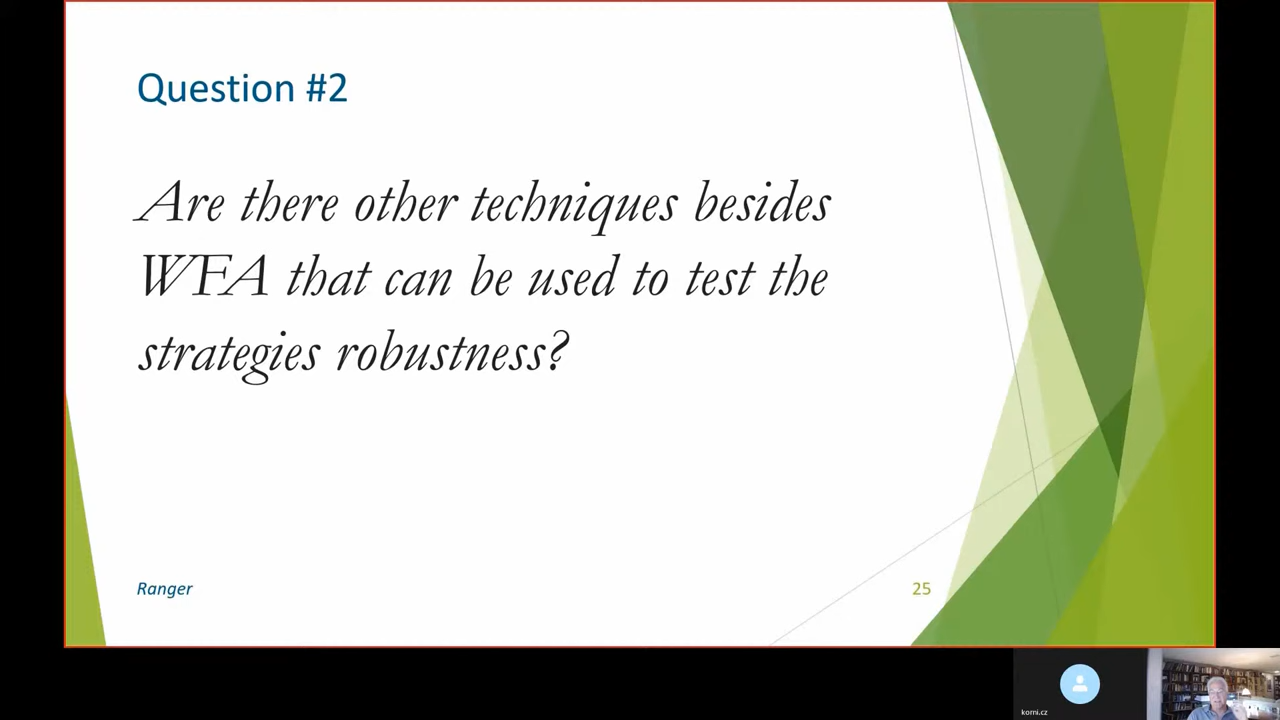 Question #2
Are there other techniques besides
WFA that can be used to test the
strategies robustness?
Ranger
25
korni.cz